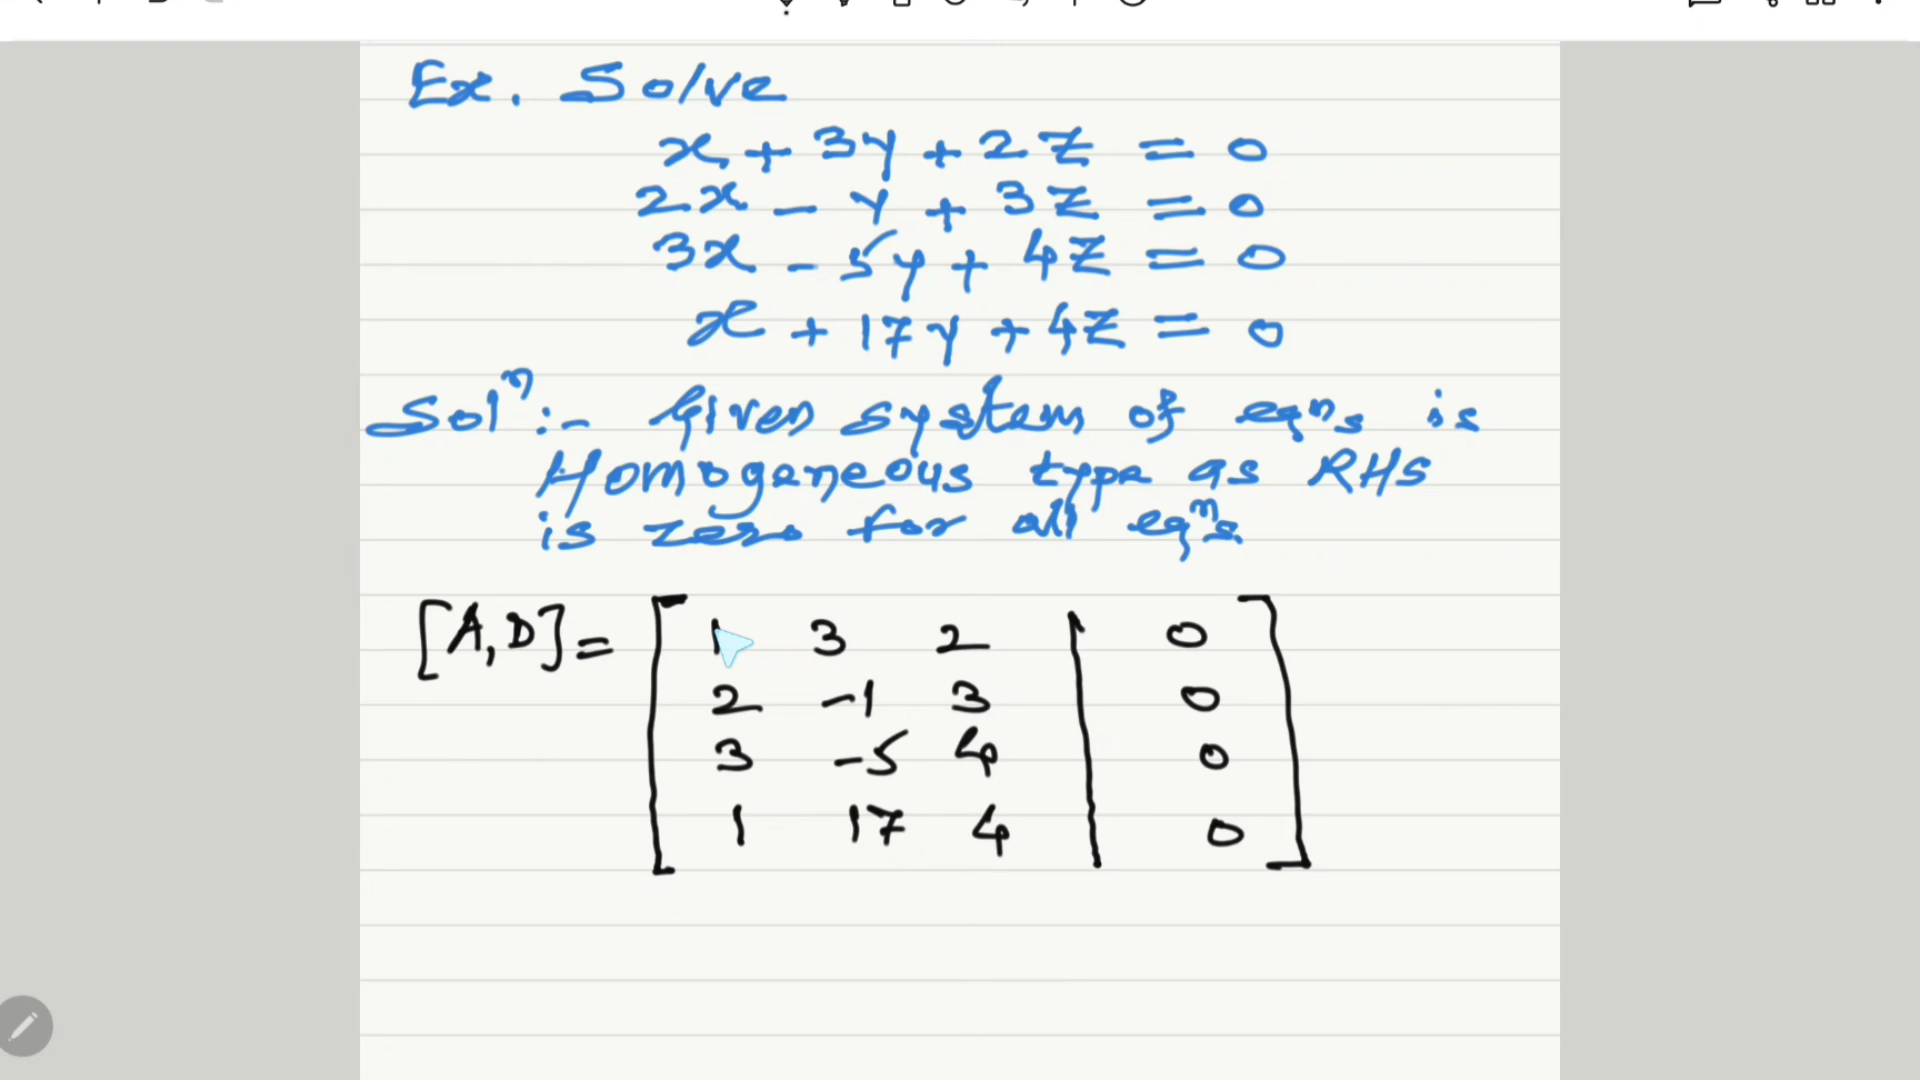 Ex. Solve
x + 3y + 2z = 0
2x - y + 3z = 0
3x - 5y + 4z = 0
x + 17y + 4z = 0
Solⁿ :- Given system of eqⁿs is
Homogeneous type as RHS
is zero for all eqⁿs.
[A, D] = [ 1 3 2 | 0 ]
2 -1 3 | 0
3 -5 4 | 0
1 17 4 | 0